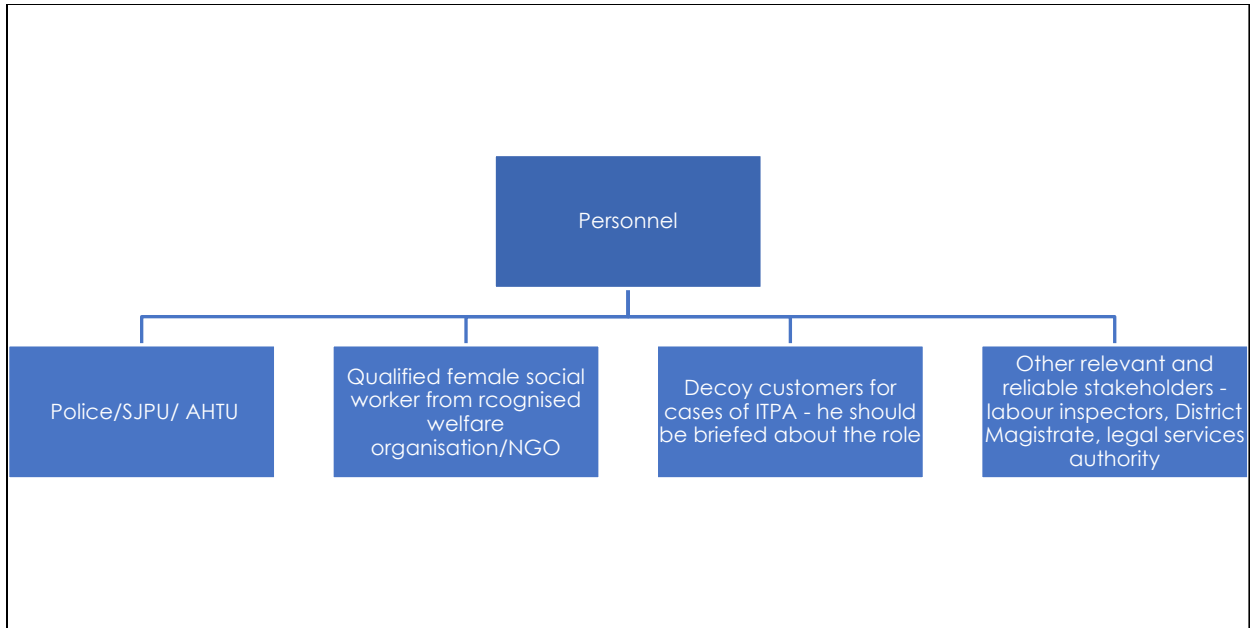 Personnel
Police/SJPU/ AHTU
Qualified female social
worker from rcognised
welfare
organisation/NGO
Decoy customers for
cases of ITPA - he should
be briefed about the role
Other relevant and
reliable stakeholders -
labour inspectors, District
Magistrate, legal services
authority